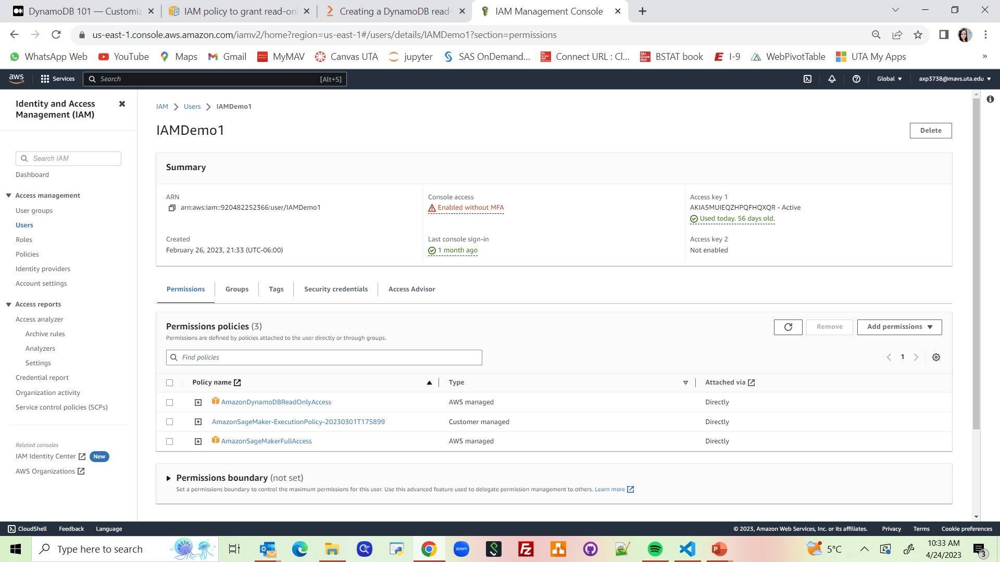 DynamoDB 101 — Customiz
IAM policy to grant read-onl
Creating a DynamoDB read-
IAM Management Console
us-east-1.console.aws.amazon.com/iamv2/home?region=us-east-1#/users/details/IAMDemo1?section=permissions
WhatsApp Web YouTube Maps Gmail MyMAV Canvas UTA jupyter SAS OnDemand... Connect URL : Cl... BSTAT book I-9 WebPivotTable UTA My Apps »
aws Services Search [Alt+S] Global axp3738@mavs.uta.edu
Identity and Access
Management (IAM)
Search IAM
Dashboard
Access management
User groups
Users
Roles
Policies
Identity providers
Account settings
Access reports
Access analyzer
Archive rules
Analyzers
Settings
Credential report
Organization activity
Service control policies (SCPs)
Related consoles
IAM Identity Center New
AWS Organizations
IAM Users IAMDemo1
IAMDemo1
Delete
Summary
ARN
arn:aws:iam::920482252366:user/IAMDemo1
Created
February 26, 2023, 21:33 (UTC-06:00)
Console access
Enabled without MFA
Last console sign-in
1 month ago
Access key 1
AKIA5MUIEQZHPQFHQXQR - Active
Used today. 56 days old.
Access key 2
Not enabled
Permissions Groups Tags Security credentials Access Advisor
Permissions policies (3)
Permissions are defined by policies attached to the user directly or through groups.
Remove Add permissions
Find policies
1
Policy name Type Attached via
AmazonDynamoDBReadOnlyAccess AWS managed Directly
AmazonSageMaker-ExecutionPolicy-20230301T175899 Customer managed Directly
AmazonSageMakerFullAccess AWS managed Directly
Permissions boundary (not set)
Set a permissions boundary to control the maximum permissions for this user. Use this advanced feature used to delegate permission management to others. Learn more
CloudShell Feedback Language © 2023, Amazon Web Services, Inc. or its affiliates. Privacy Terms Cookie preferences
Type here to search
zoom
5°C
10:33 AM
4/24/2023
3